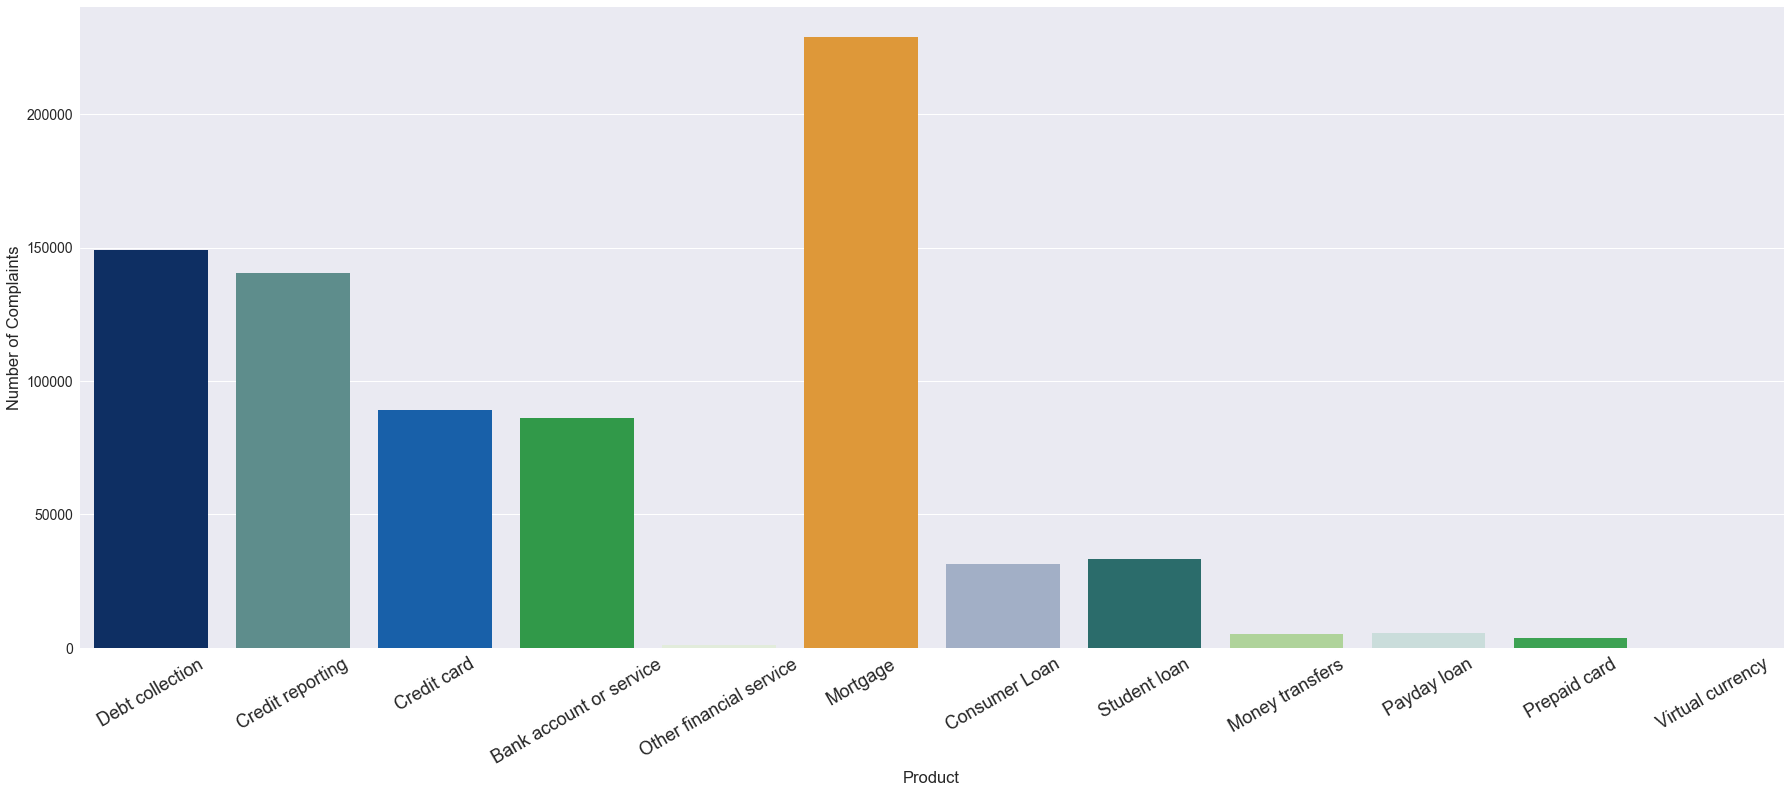 Number of Complaints
200000
150000
100000
50000
0
Debt collection
Credit reporting
Credit card
Bank account or service
Other financial service
Mortgage
Consumer Loan
Student loan
Money transfers
Payday loan
Prepaid card
Virtual currency
Product